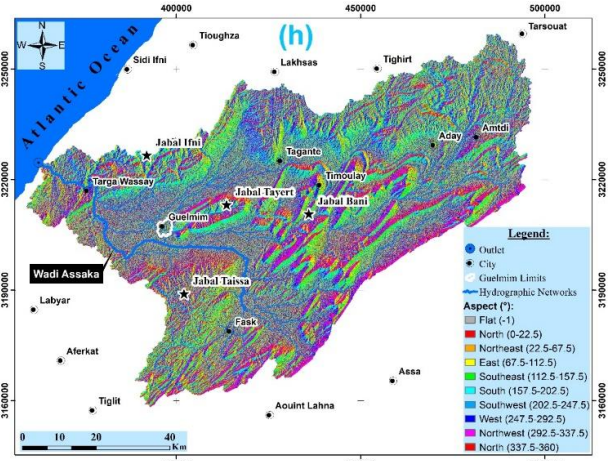 400000
450000
500000
N
W
E
S
(h)
Tarsouat
Tioughza
Sidi Ifni
Lakhsas
Tighirt
Atlantic Ocean
3250000
3250000
Jabal Ifni
Amtdi
Aday
Tagante
Timoulay
Targa Wassay
3220000
3220000
Jabal Tayert
Jabal Bani
Guelmim
Wadi Assaka
Jabal Taissa
3190000
3190000
Labyar
Fask
Aferkat
Assa
Tiglit
Aouint Lahna
3160000
3160000
Legend:
Outlet
City
Guelmim Limits
Hydrographic Networks
Aspect (°):
Flat (-1)
North (0-22.5)
Northeast (22.5-67.5)
East (67.5-112.5)
Southeast (112.5-157.5)
South (157.5-202.5)
Southwest (202.5-247.5)
West (247.5-292.5)
Northwest (292.5-337.5)
North (337.5-360)
0
10
20
40
Km
400000
450000
500000